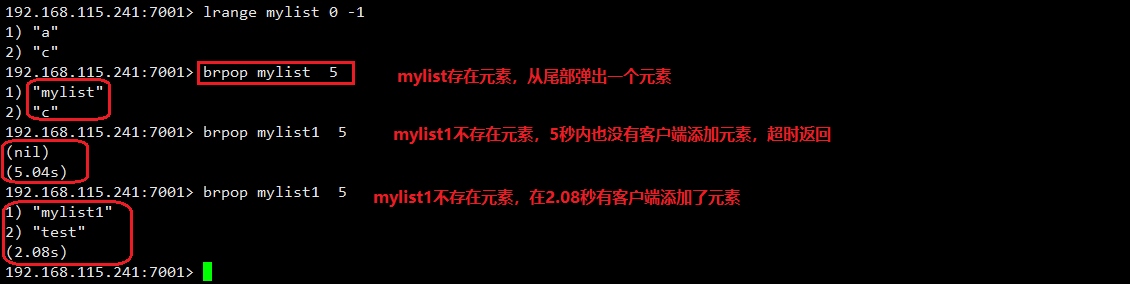 192.168.115.241:7001> lrange mylist 0 -1
1) "a"
2) "c"
192.168.115.241:7001> brpop mylist  5 mylist存在元素，从尾部弹出一个元素
1) "mylist"
2) "c"
192.168.115.241:7001> brpop mylist1  5 mylist1不存在元素，5秒内也没有客户端添加元素，超时返回
(nil)
(5.04s)
192.168.115.241:7001> brpop mylist1  5 mylist1不存在元素，在2.08秒有客户端添加了元素
1) "mylist1"
2) "test"
(2.08s)
192.168.115.241:7001>